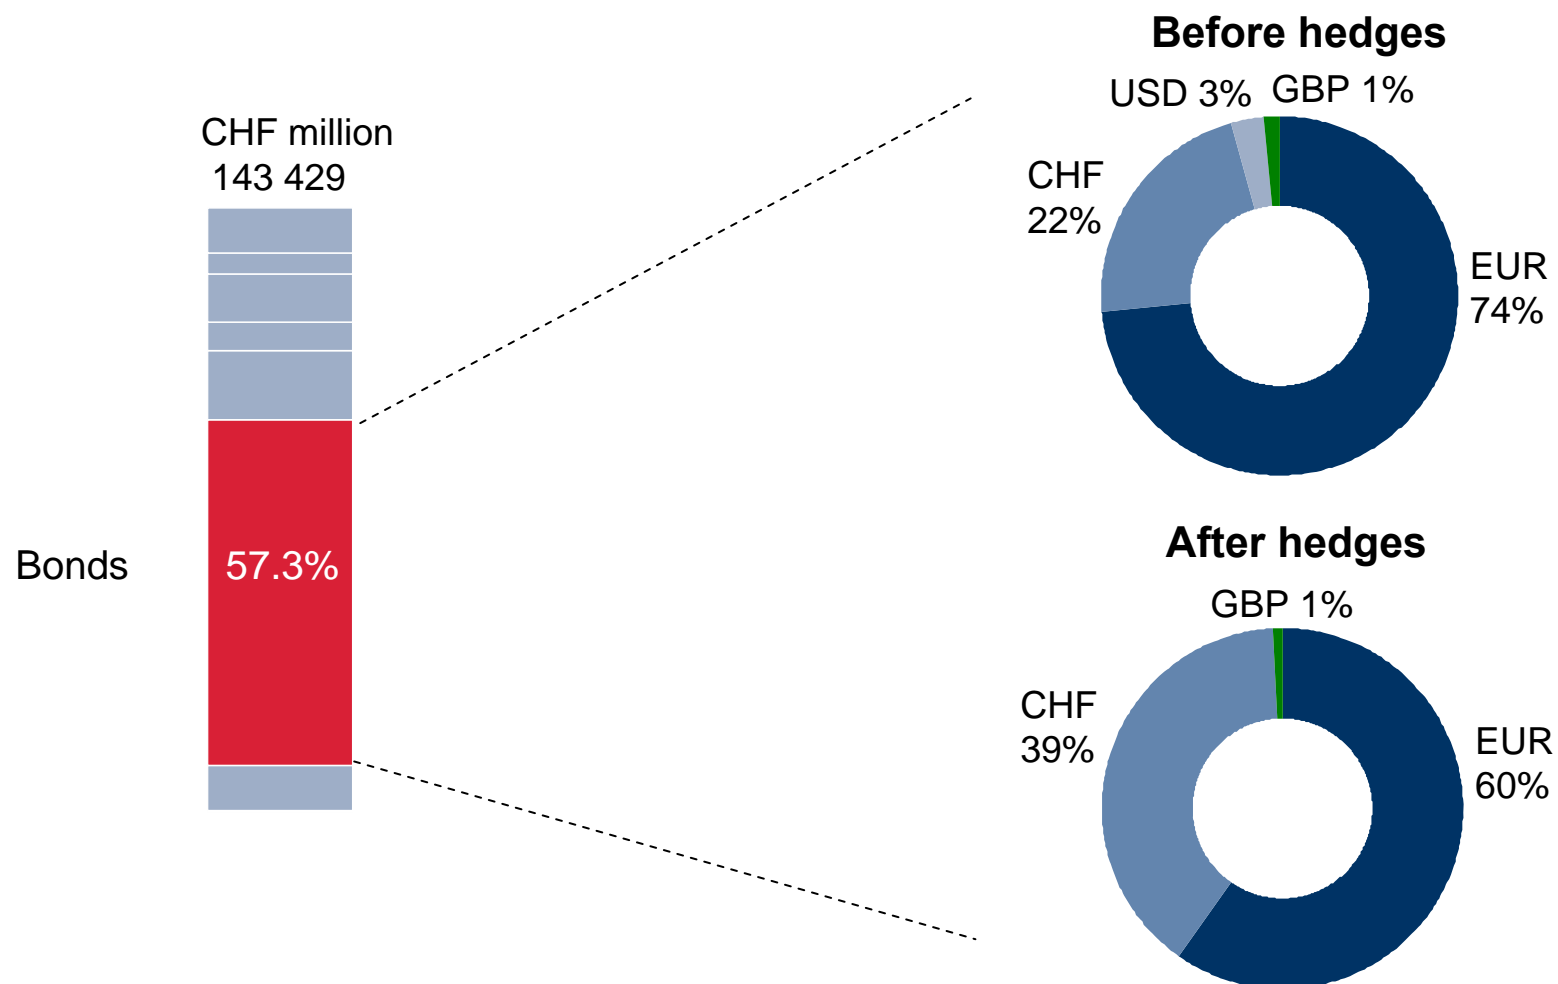 CHF million
143 429
Bonds
57.3%
Before hedges
USD 3%
GBP 1%
CHF
22%
EUR
74%
After hedges
GBP 1%
CHF
39%
EUR
60%